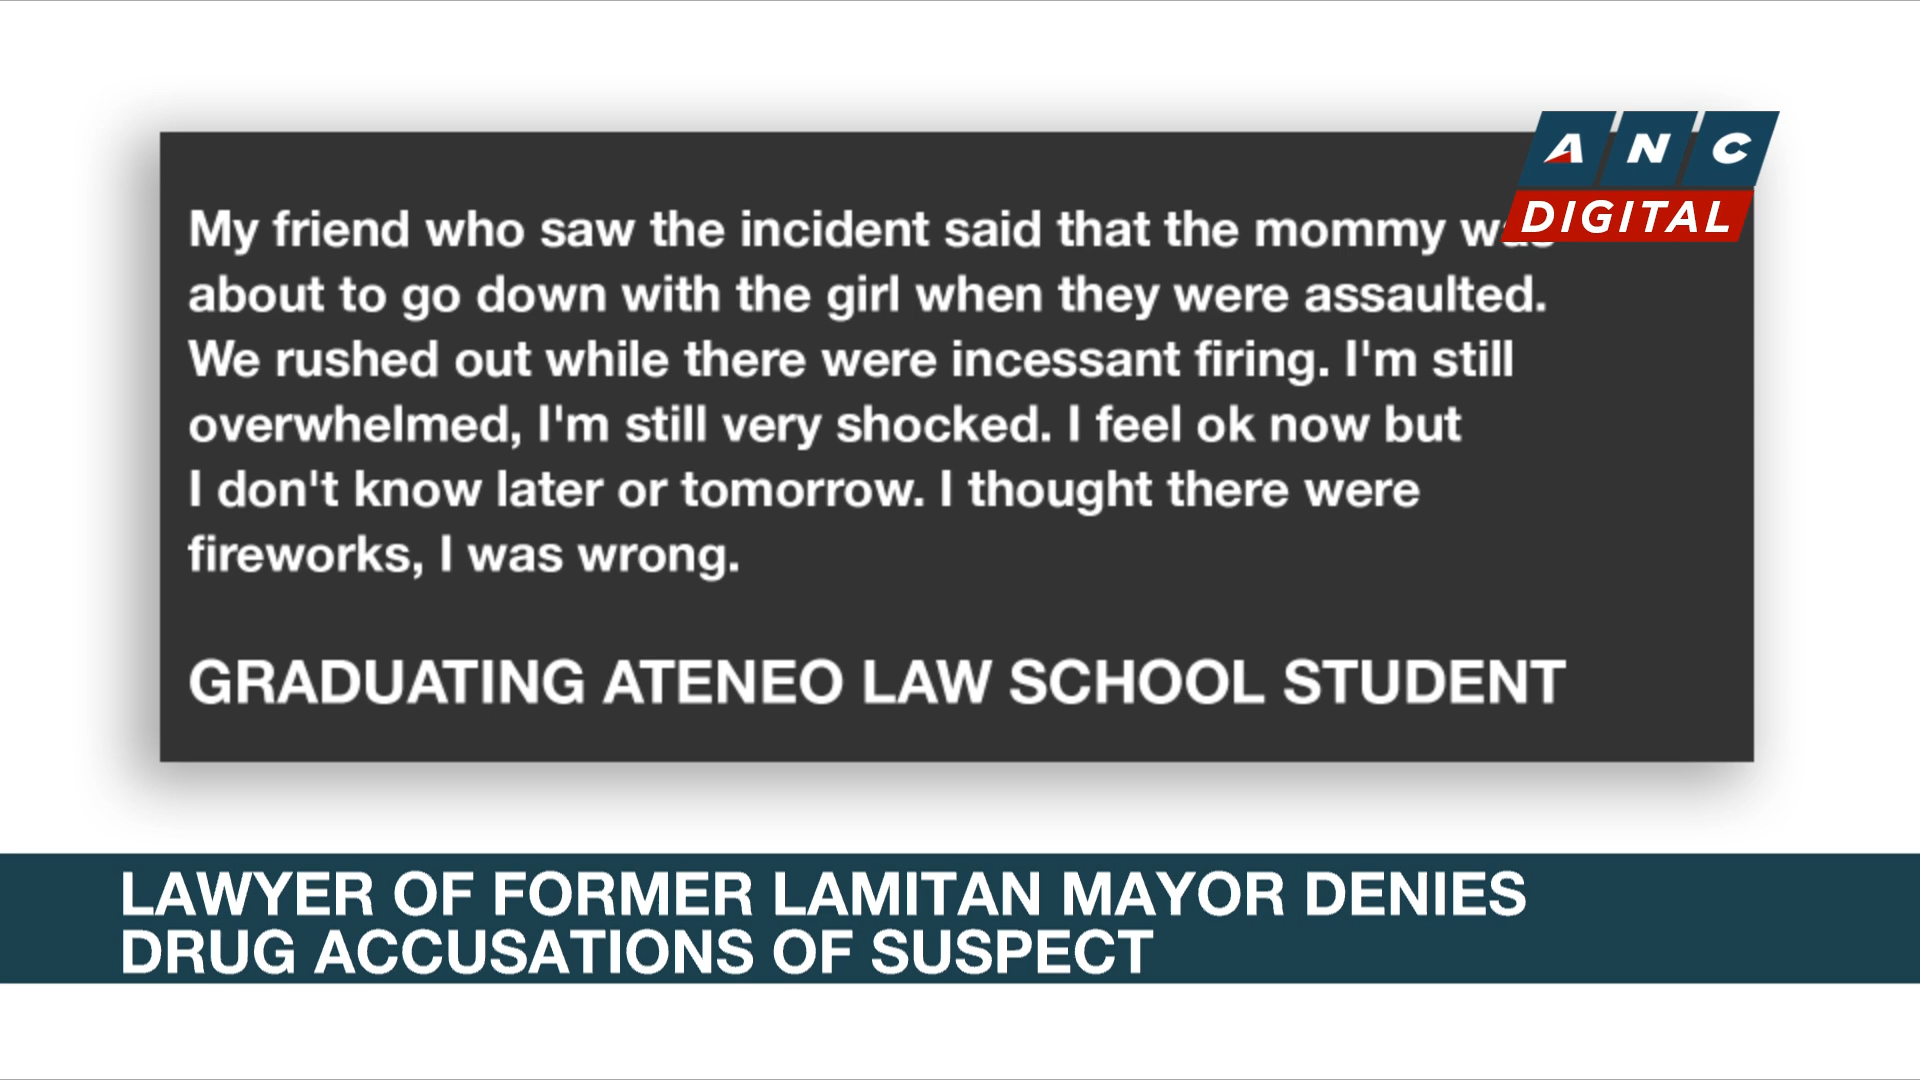 ANC
DIGITAL
My friend who saw the incident said that the mommy was
about to go down with the girl when they were assaulted.
We rushed out while there were incessant firing. I'm still
overwhelmed, I'm still very shocked. I feel ok now but
I don't know later or tomorrow. I thought there were
fireworks, I was wrong.
GRADUATING ATENEO LAW SCHOOL STUDENT
LAWYER OF FORMER LAMITAN MAYOR DENIES
DRUG ACCUSATIONS OF SUSPECT